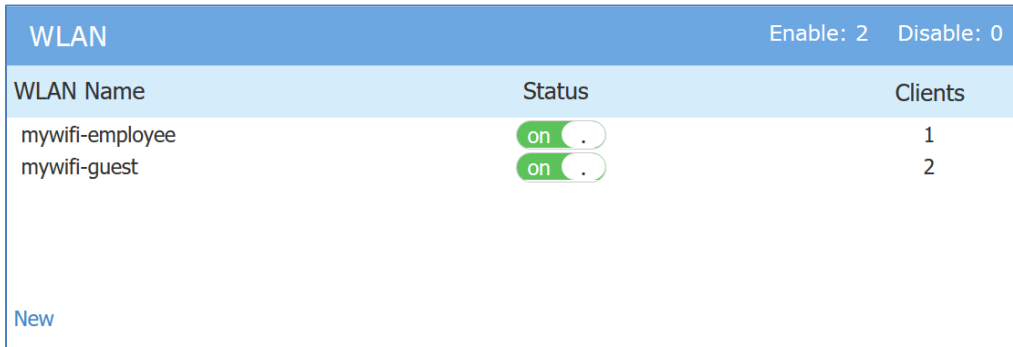 WLAN Enable: 2 Disable: 0
WLAN Name Status Clients
mywifi-employee on . 1
mywifi-guest on . 2
New